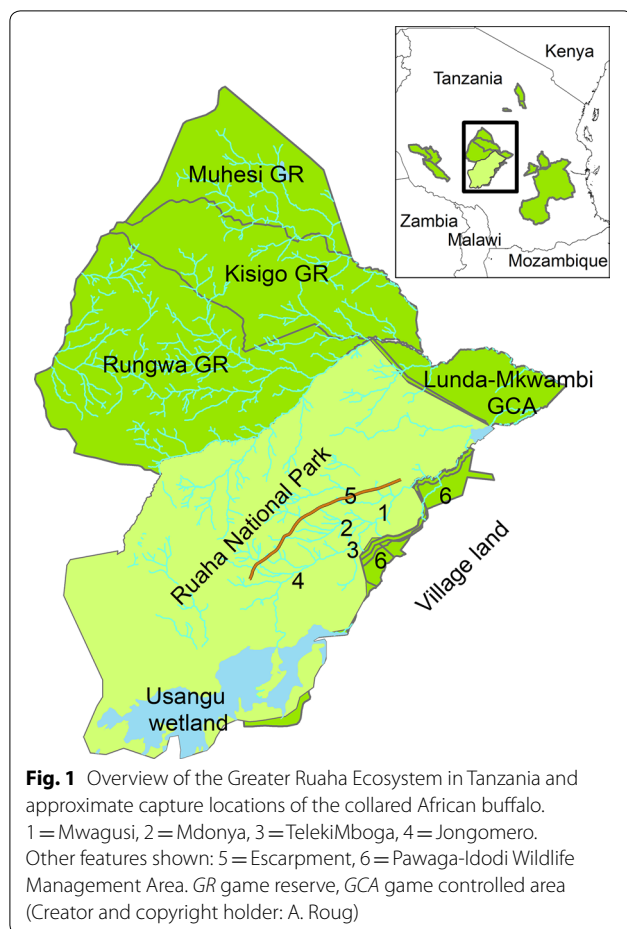 Kenya
Tanzania
Zambia
Malawi
Mozambique
Muhesi GR
Kisigo GR
Rungwa GR
Lunda-Mkwambi
GCA
Ruaha National Park
5
1
2
3
4
6
6
Village land
Usangu
wetland
Fig. 1 Overview of the Greater Ruaha Ecosystem in Tanzania and
approximate capture locations of the collared African buffalo.
1 = Mwagusi, 2 = Mdonya, 3 = TelekiMboga, 4 = Jongomero.
Other features shown: 5 = Escarpment, 6 = Pawaga-Idodi Wildlife
Management Area. GR game reserve, GCA game controlled area
(Creator and copyright holder: A. Roug)